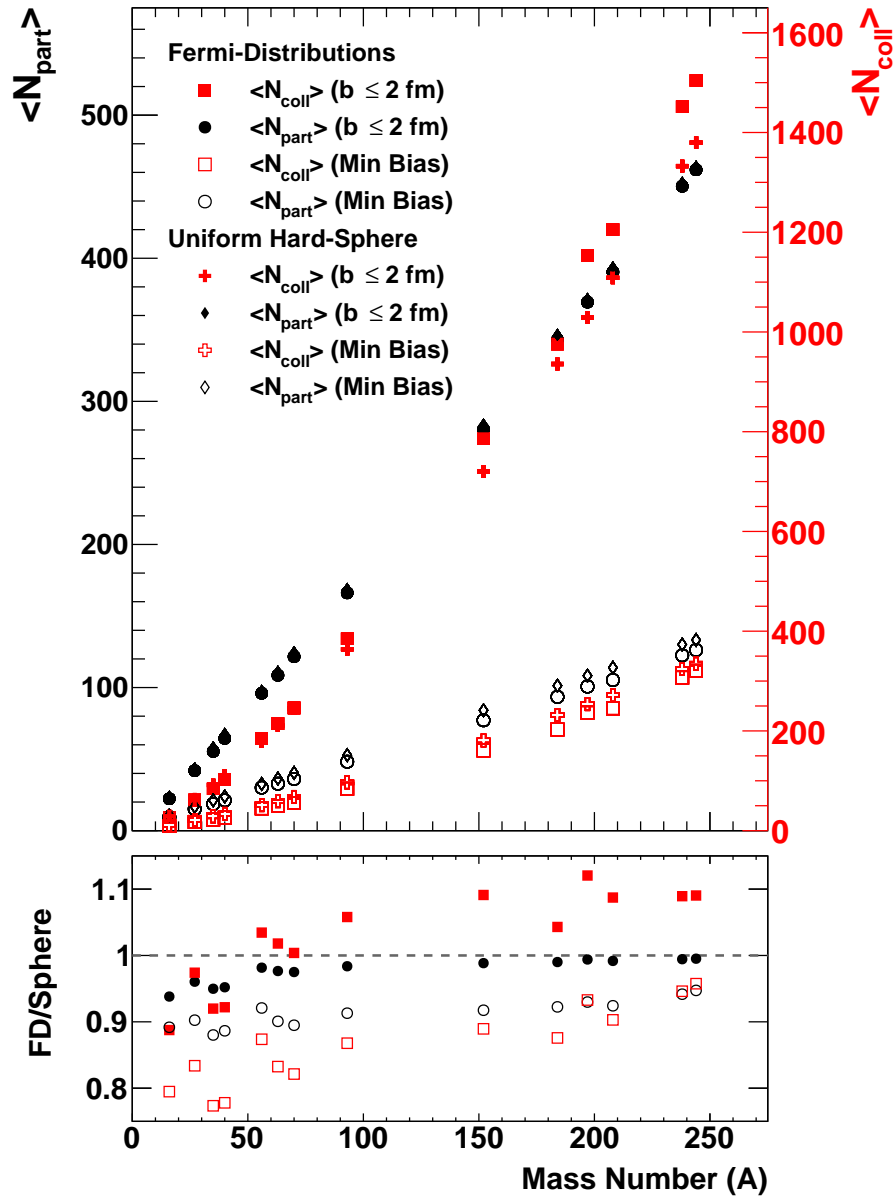 <N_part>
<N_coll>
Fermi-Distributions
<N_coll> (b ≤ 2 fm)
<N_part> (b ≤ 2 fm)
<N_coll> (Min Bias)
<N_part> (Min Bias)
Uniform Hard-Sphere
<N_coll> (b ≤ 2 fm)
<N_part> (b ≤ 2 fm)
<N_coll> (Min Bias)
<N_part> (Min Bias)
500
400
300
200
100
0
1600
1400
1200
1000
800
600
400
200
0
FD/Sphere
1.1
1
0.9
0.8
0 50 100 150 200 250
Mass Number (A)